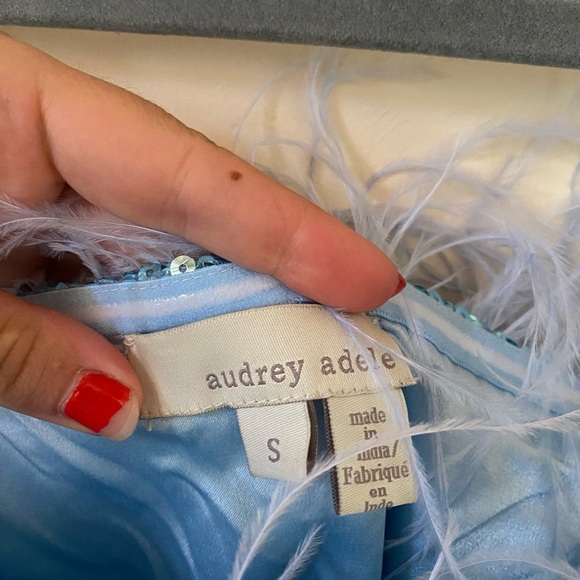 audrey adele
S
made
in
India/
Fabriqué
en
Inde